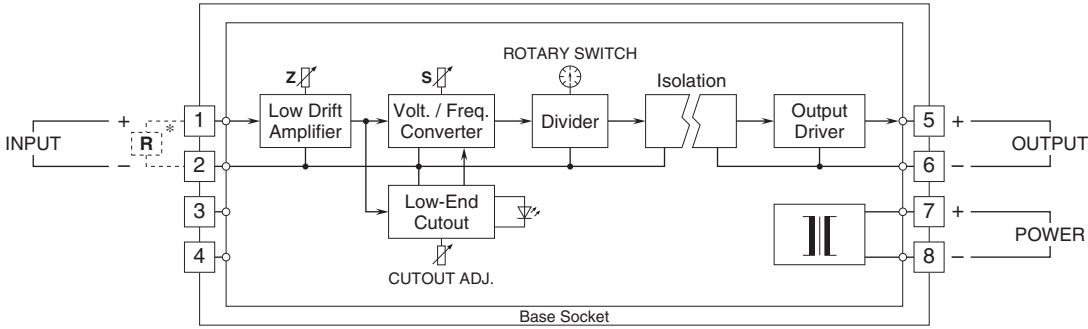 ROTARY SWITCH
Z
S
Isolation
1
Low Drift
Amplifier
Volt. / Freq.
Converter
Divider
Output
Driver
5
+
*
+
INPUT
R
OUTPUT
−
2
6
−
3
Low-End
Cutout
7
+
POWER
4
8
−
CUTOUT ADJ.
Base Socket